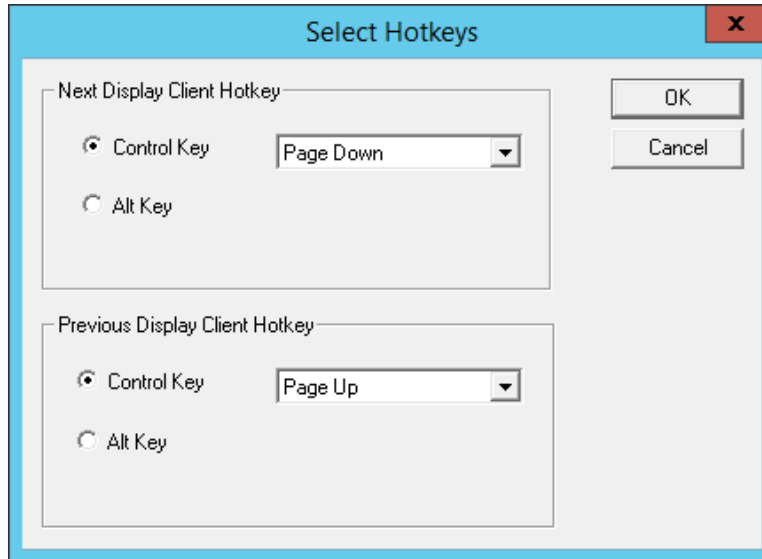 Select Hotkeys
x
Next Display Client Hotkey
OK
Control Key
Page Down
Cancel
Alt Key
Previous Display Client Hotkey
Control Key
Page Up
Alt Key